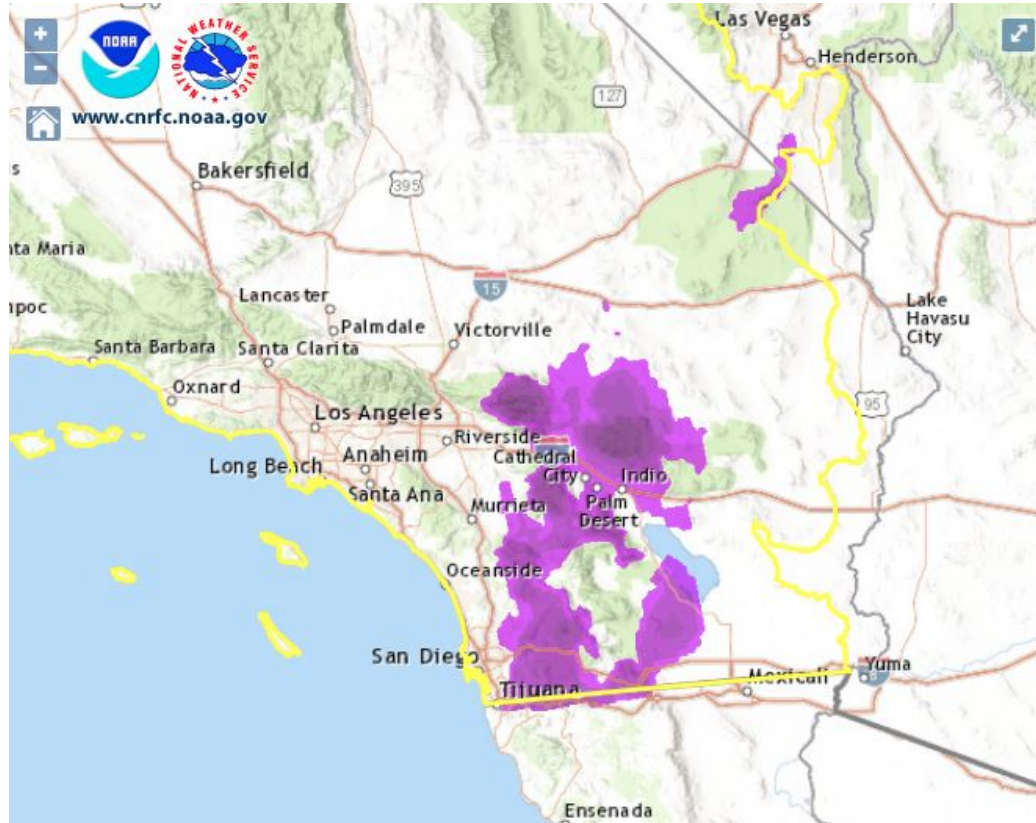 +
−
NOAA
NATIONAL WEATHER SERVICE
www.cnrfc.noaa.gov
Las Vegas
Henderson
127
Bakersfield
395
nta Maria
15
Lancaster
Lake
Havasu
City
mpoc
Palmdale
Victorville
Santa Barbara
Santa Clarita
Oxnard
95
Los Angeles
Riverside
Anaheim
Cathedral
City
Long Beach
Indio
Santa Ana
Palm
Desert
Murrieta
Oceanside
San Diego
Yuma
Mexicali
Tijuana
Ensenada